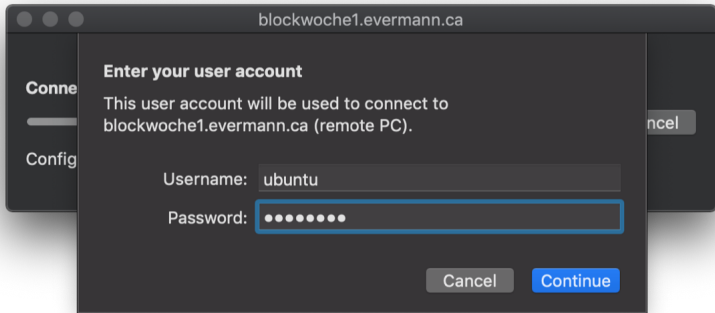 blockwoche1.evermann.ca
Enter your user account
This user account will be used to connect to
blockwoche1.evermann.ca (remote PC).
Conne
ncel
Config
Username: ubuntu
Password: ●●●●●●●●
Cancel Continue